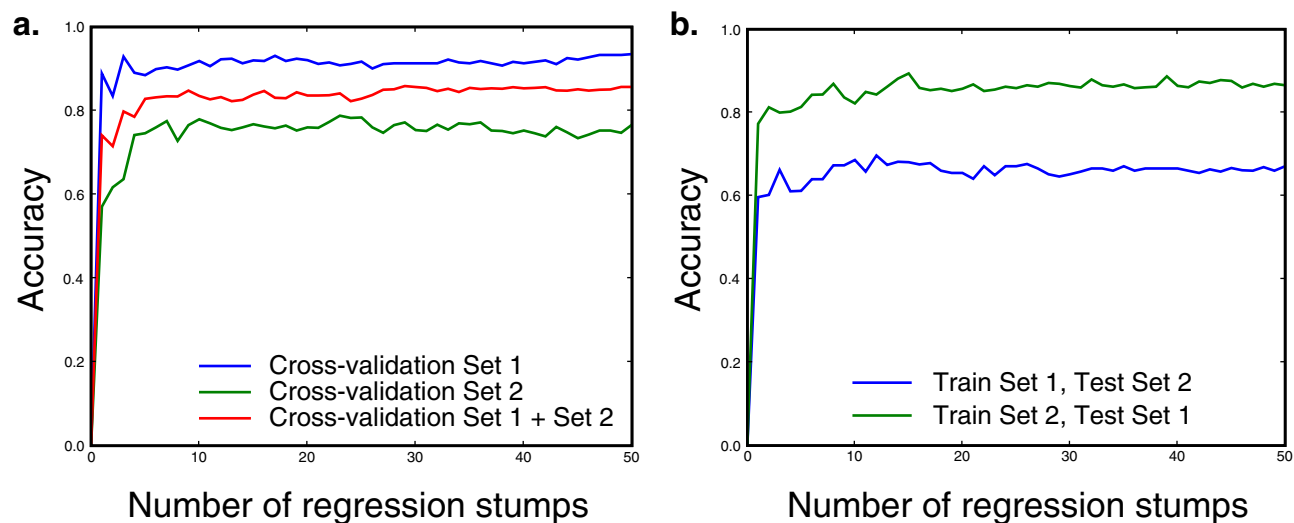 a.
1.0
0.8
0.6
0.4
0.2
0.0
Accuracy
Cross-validation Set 1
Cross-validation Set 2
Cross-validation Set 1 + Set 2
0 10 20 30 40 50
Number of regression stumps
b.
1.0
0.8
0.6
0.4
0.2
0.0
Accuracy
Train Set 1, Test Set 2
Train Set 2, Test Set 1
0 10 20 30 40 50
Number of regression stumps